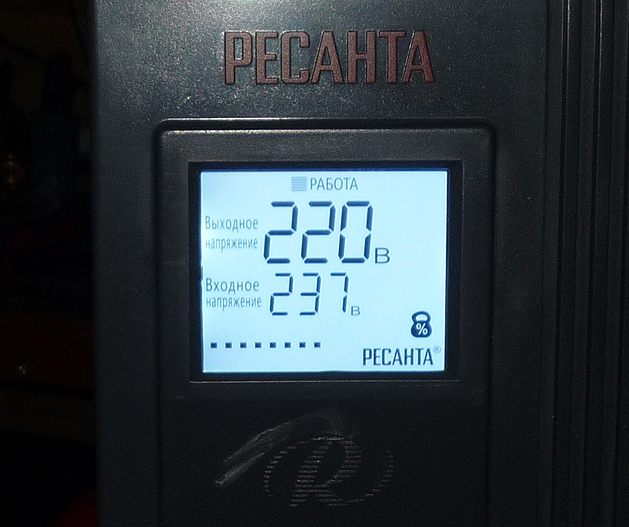 РЕСАНТА
РАБОТА
Выходное
напряжение
220 В
Входное
напряжение
237 В
%
РЕСАНТА®